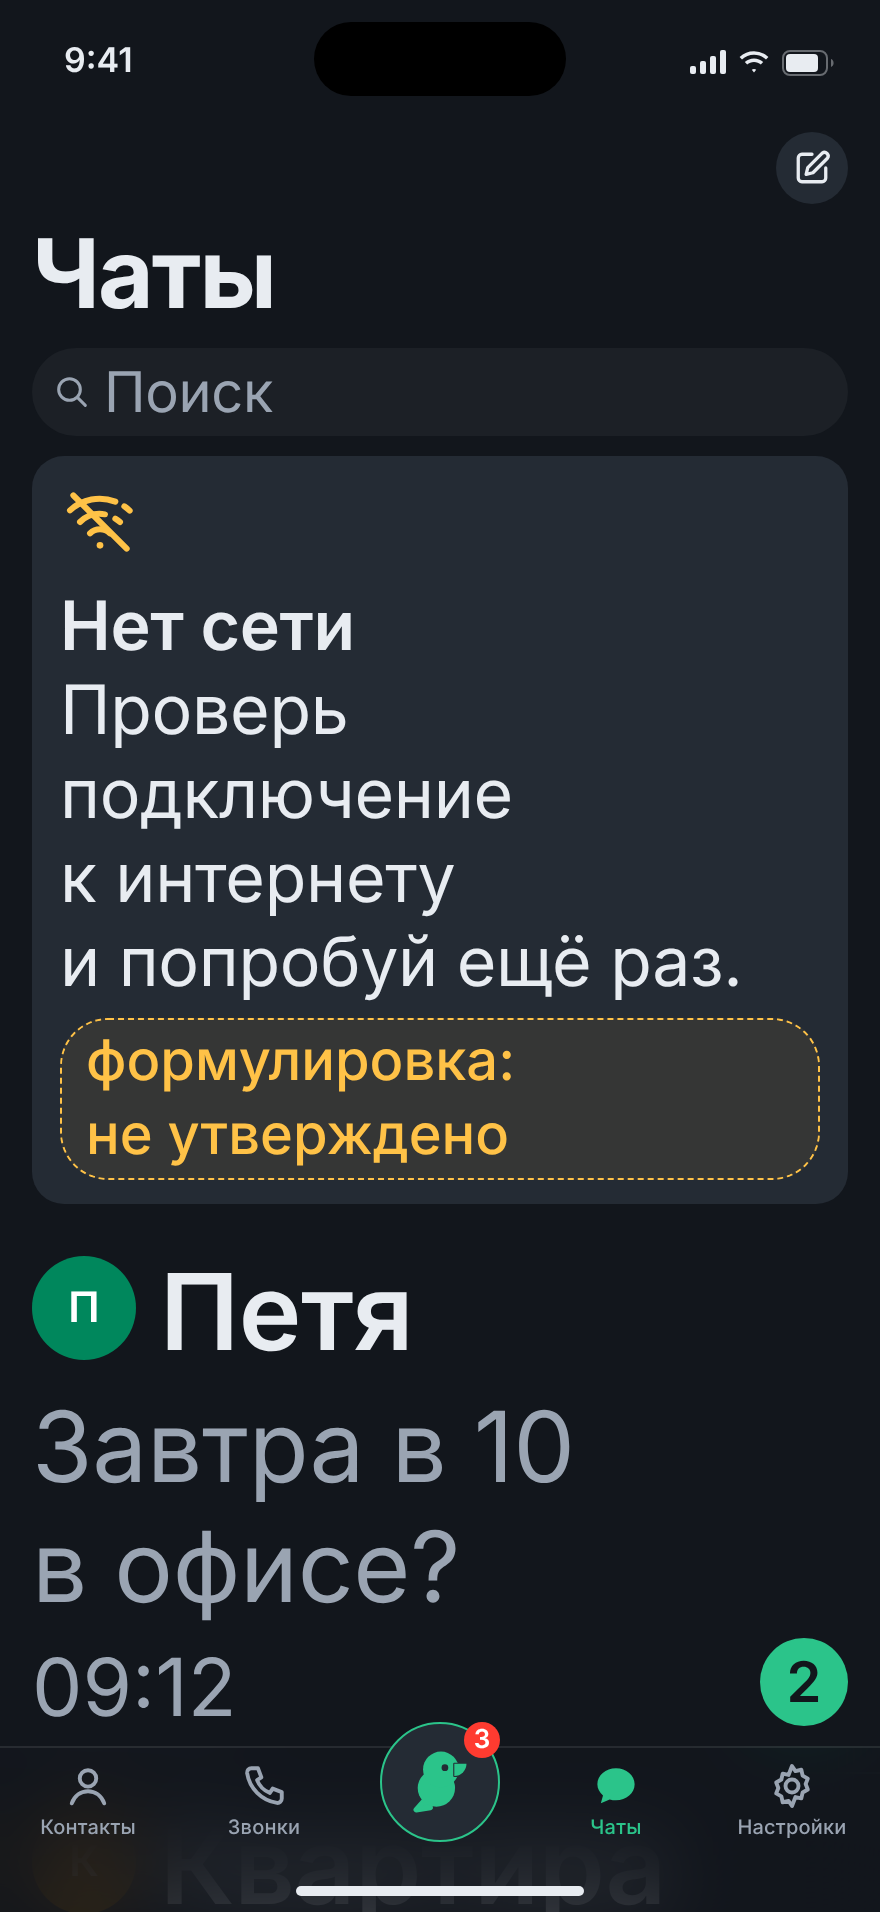 9:41
Чаты
Поиск
Нет сети
Проверь
подключение
к интернету
и попробуй ещё раз.
формулировка:
не утверждено
П
Петя
Завтра в 10
в офисе?
09:12
2
3
Контакты
Звонки
Чаты
Настройки
К
Квартира